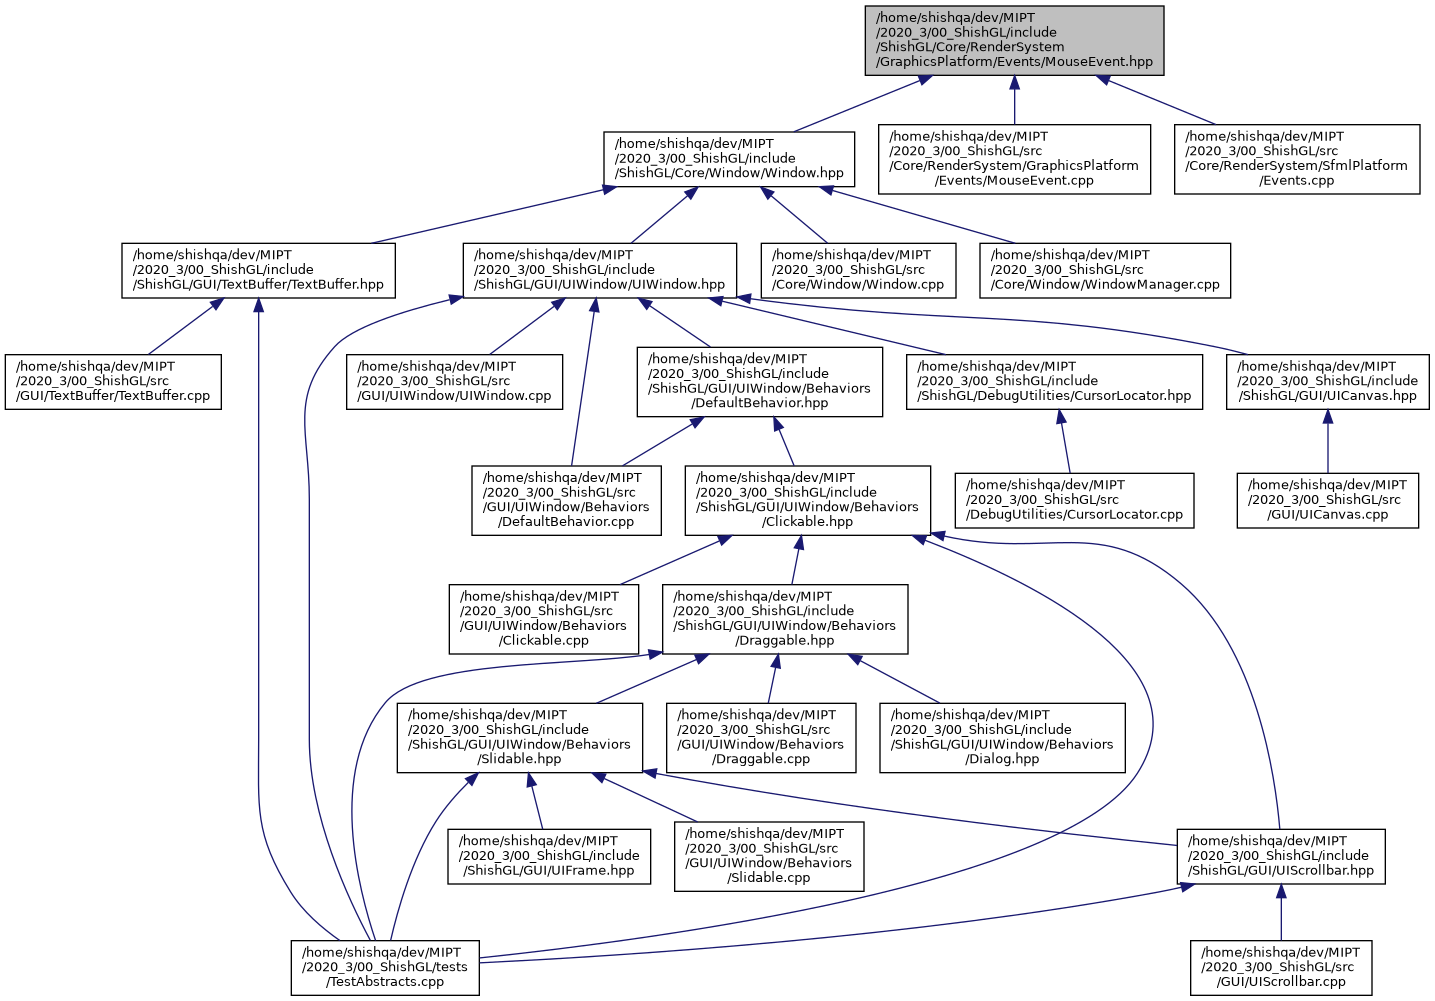 /home/shishqa/dev/MIPT
/2020_3/00_ShishGL/include
/ShishGL/Core/RenderSystem
/GraphicsPlatform/Events/MouseEvent.hpp
/home/shishqa/dev/MIPT
/2020_3/00_ShishGL/include
/ShishGL/Core/Window/Window.hpp
/home/shishqa/dev/MIPT
/2020_3/00_ShishGL/src
/Core/RenderSystem/GraphicsPlatform
/Events/MouseEvent.cpp
/home/shishqa/dev/MIPT
/2020_3/00_ShishGL/src
/Core/RenderSystem/SfmlPlatform
/Events.cpp
/home/shishqa/dev/MIPT
/2020_3/00_ShishGL/include
/ShishGL/GUI/TextBuffer/TextBuffer.hpp
/home/shishqa/dev/MIPT
/2020_3/00_ShishGL/include
/ShishGL/GUI/UIWindow/UIWindow.hpp
/home/shishqa/dev/MIPT
/2020_3/00_ShishGL/src
/Core/Window/Window.cpp
/home/shishqa/dev/MIPT
/2020_3/00_ShishGL/src
/Core/Window/WindowManager.cpp
/home/shishqa/dev/MIPT
/2020_3/00_ShishGL/src
/GUI/TextBuffer/TextBuffer.cpp
/home/shishqa/dev/MIPT
/2020_3/00_ShishGL/src
/GUI/UIWindow/UIWindow.cpp
/home/shishqa/dev/MIPT
/2020_3/00_ShishGL/include
/ShishGL/GUI/UIWindow/Behaviors
/DefaultBehavior.hpp
/home/shishqa/dev/MIPT
/2020_3/00_ShishGL/include
/ShishGL/DebugUtilities/CursorLocator.hpp
/home/shishqa/dev/MIPT
/2020_3/00_ShishGL/include
/ShishGL/GUI/UICanvas.hpp
/home/shishqa/dev/MIPT
/2020_3/00_ShishGL/src
/GUI/UIWindow/Behaviors
/DefaultBehavior.cpp
/home/shishqa/dev/MIPT
/2020_3/00_ShishGL/include
/ShishGL/GUI/UIWindow/Behaviors
/Clickable.hpp
/home/shishqa/dev/MIPT
/2020_3/00_ShishGL/src
/DebugUtilities/CursorLocator.cpp
/home/shishqa/dev/MIPT
/2020_3/00_ShishGL/src
/GUI/UICanvas.cpp
/home/shishqa/dev/MIPT
/2020_3/00_ShishGL/src
/GUI/UIWindow/Behaviors
/Clickable.cpp
/home/shishqa/dev/MIPT
/2020_3/00_ShishGL/include
/ShishGL/GUI/UIWindow/Behaviors
/Draggable.hpp
/home/shishqa/dev/MIPT
/2020_3/00_ShishGL/include
/ShishGL/GUI/UIWindow/Behaviors
/Slidable.hpp
/home/shishqa/dev/MIPT
/2020_3/00_ShishGL/src
/GUI/UIWindow/Behaviors
/Draggable.cpp
/home/shishqa/dev/MIPT
/2020_3/00_ShishGL/include
/ShishGL/GUI/UIWindow/Behaviors
/Dialog.hpp
/home/shishqa/dev/MIPT
/2020_3/00_ShishGL/include
/ShishGL/GUI/UIFrame.hpp
/home/shishqa/dev/MIPT
/2020_3/00_ShishGL/src
/GUI/UIWindow/Behaviors
/Slidable.cpp
/home/shishqa/dev/MIPT
/2020_3/00_ShishGL/include
/ShishGL/GUI/UIScrollbar.hpp
/home/shishqa/dev/MIPT
/2020_3/00_ShishGL/tests
/TestAbstracts.cpp
/home/shishqa/dev/MIPT
/2020_3/00_ShishGL/src
/GUI/UIScrollbar.cpp